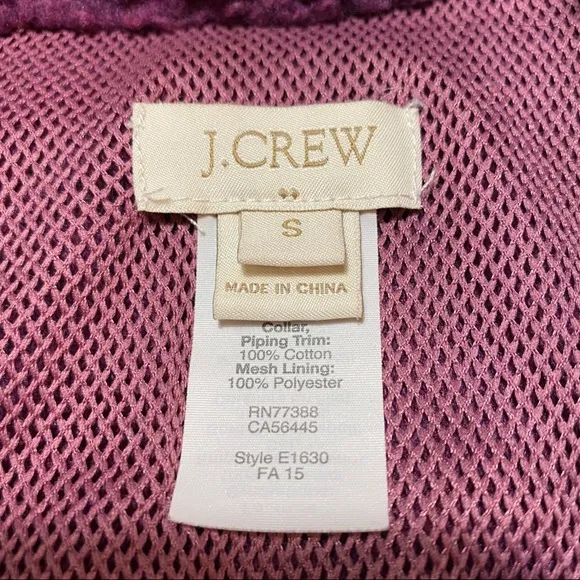 J.CREW
S
MADE IN CHINA
Collar,
Piping Trim:
100% Cotton
Mesh Lining:
100% Polyester
RN77388
CA56445
Style E1630
FA 15